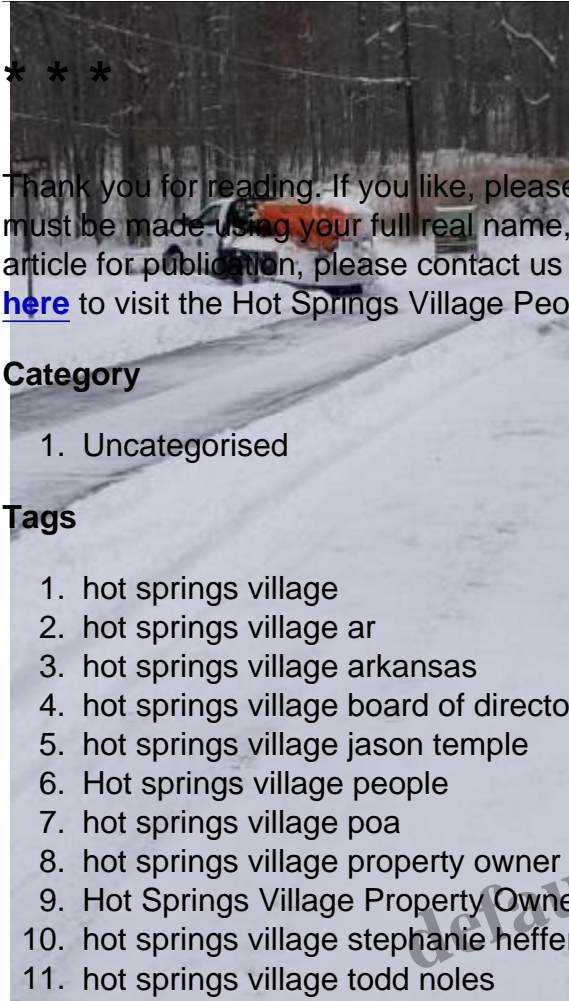 * * *
Thank you for reading. If you like, please
must be made using your full real name,
article for publication, please contact us
here to visit the Hot Springs Village Peo
Category
1. Uncategorised
Tags
1. hot springs village
2. hot springs village ar
3. hot springs village arkansas
4. hot springs village board of directo
5. hot springs village jason temple
6. Hot springs village people
7. hot springs village poa
8. hot springs village property owner
9. Hot Springs Village Property Owne
10. hot springs village stephanie heffer
11. hot springs village todd noles
defau